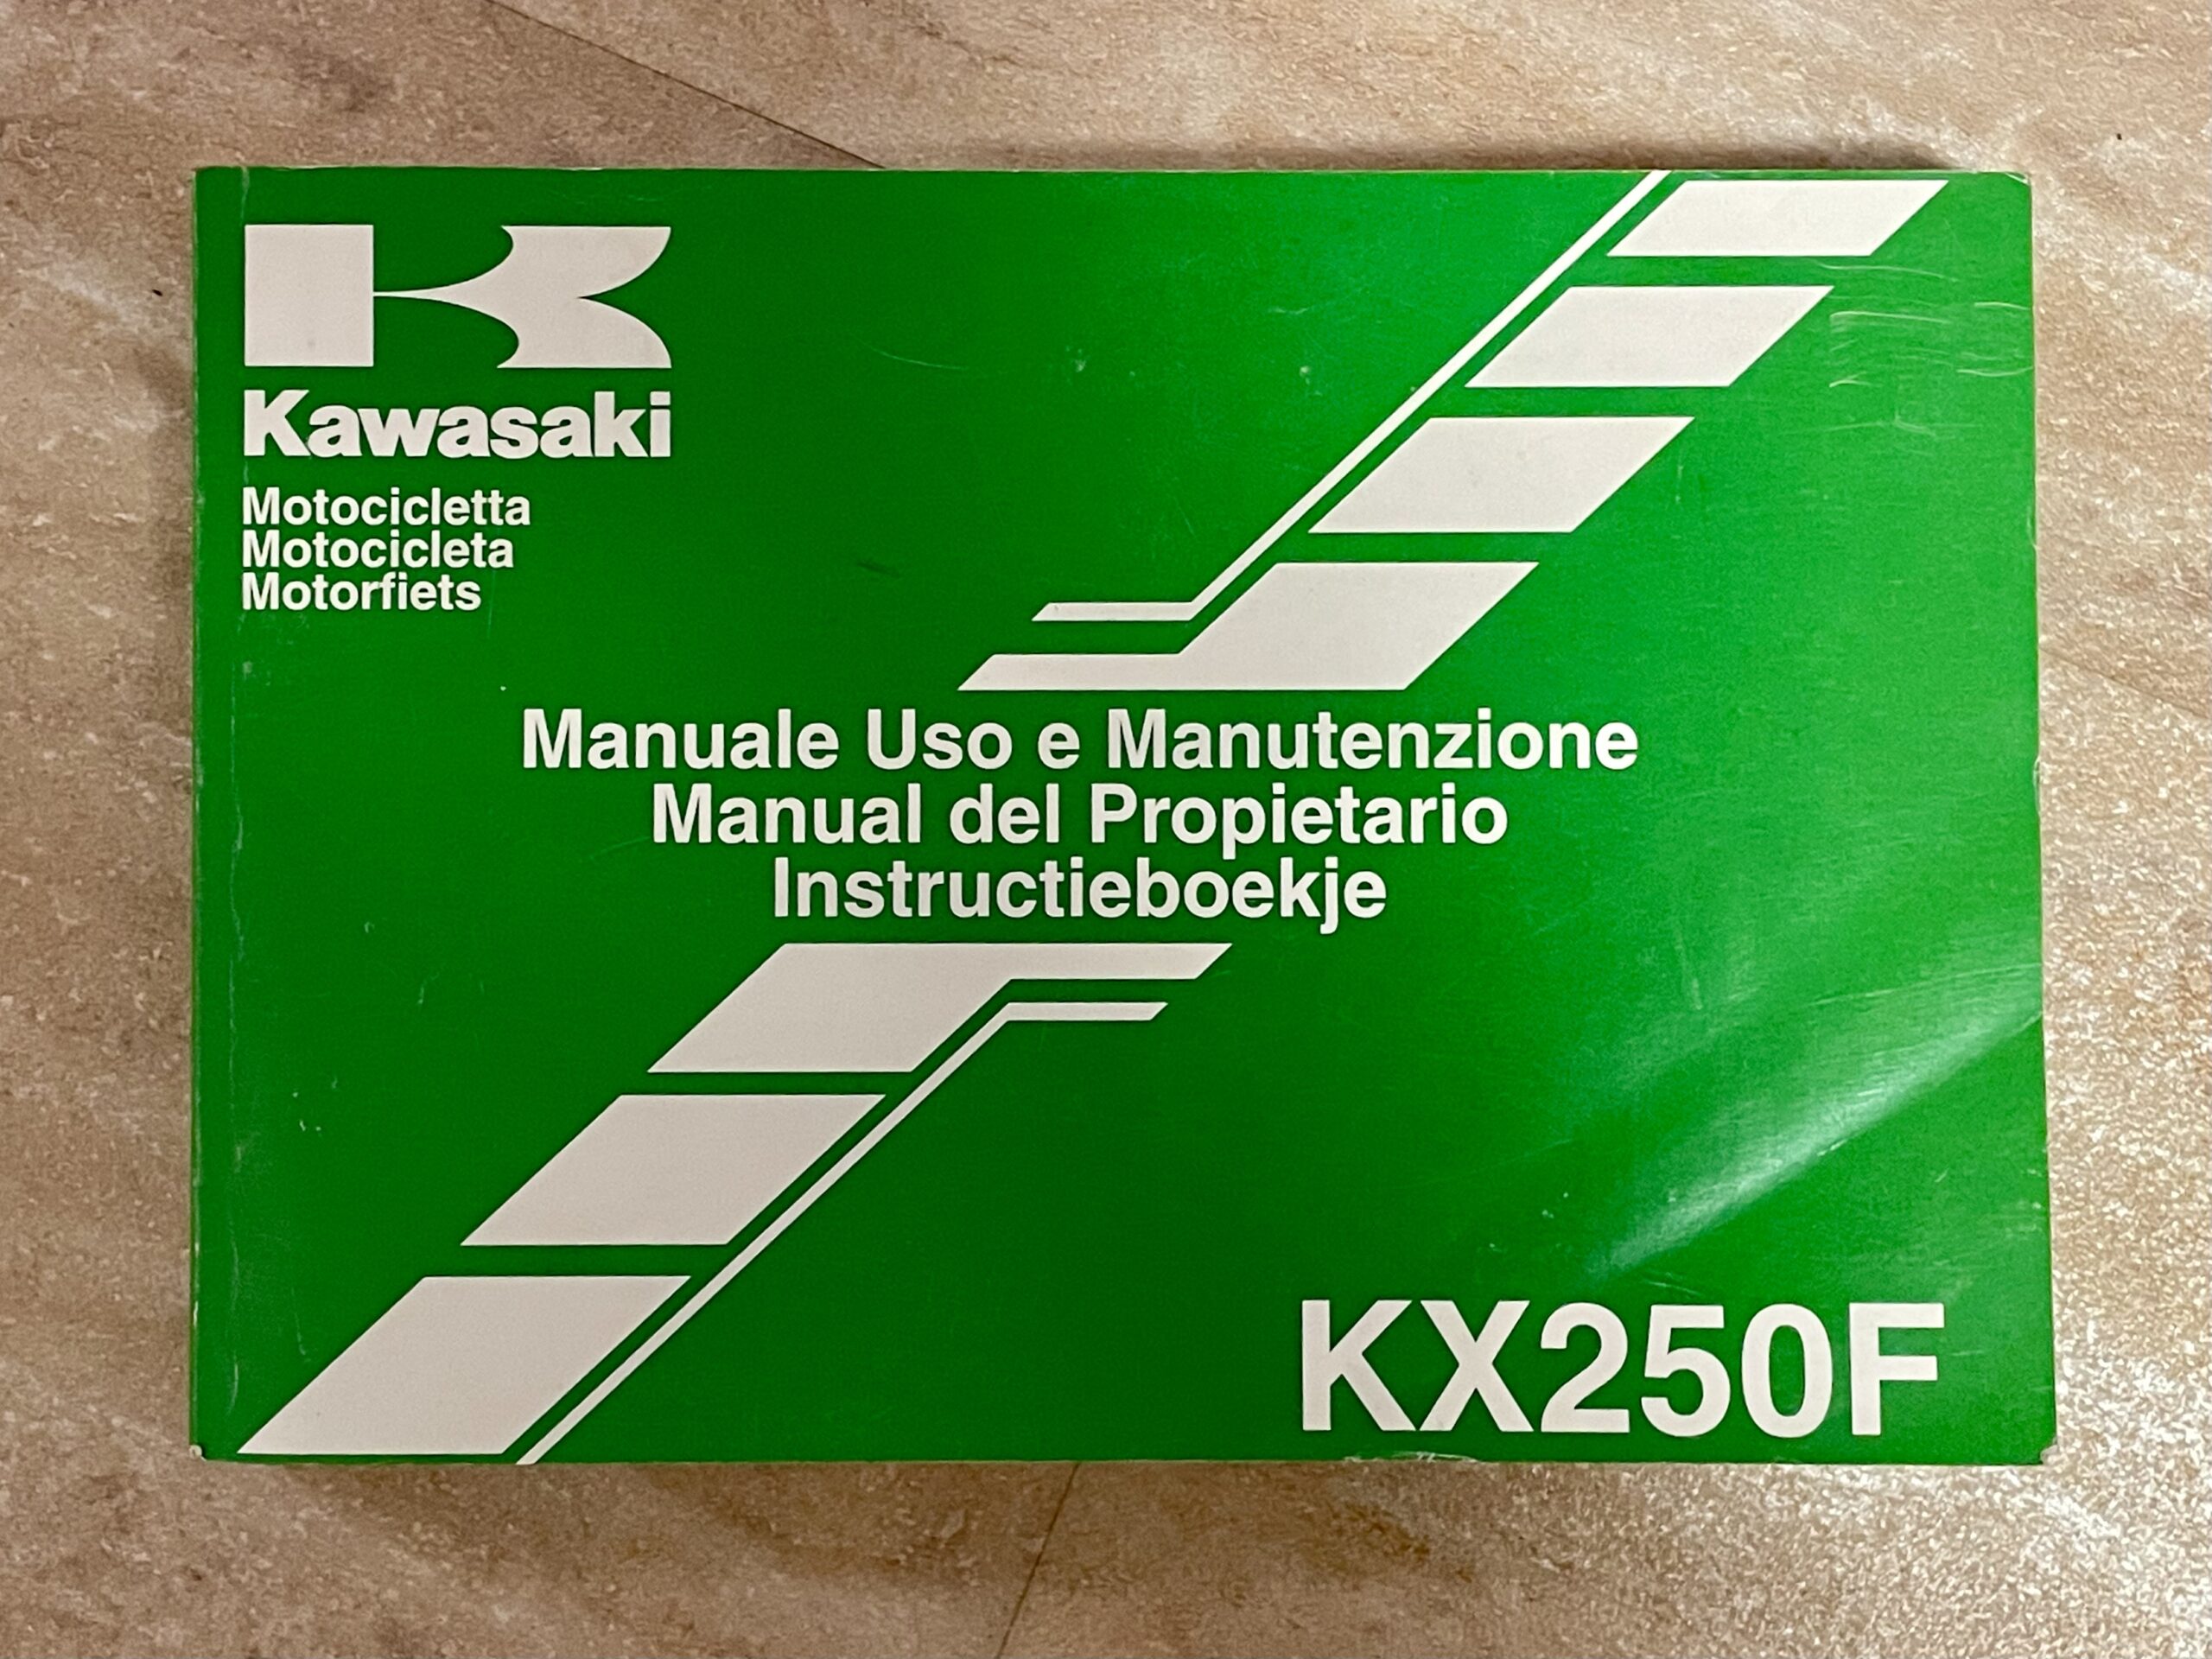 Kawasaki
Motocicletta
Motocicleta
Motorfiets
Manuale Uso e Manutenzione
Manual del Propietario
Instructieboekje
KX250F